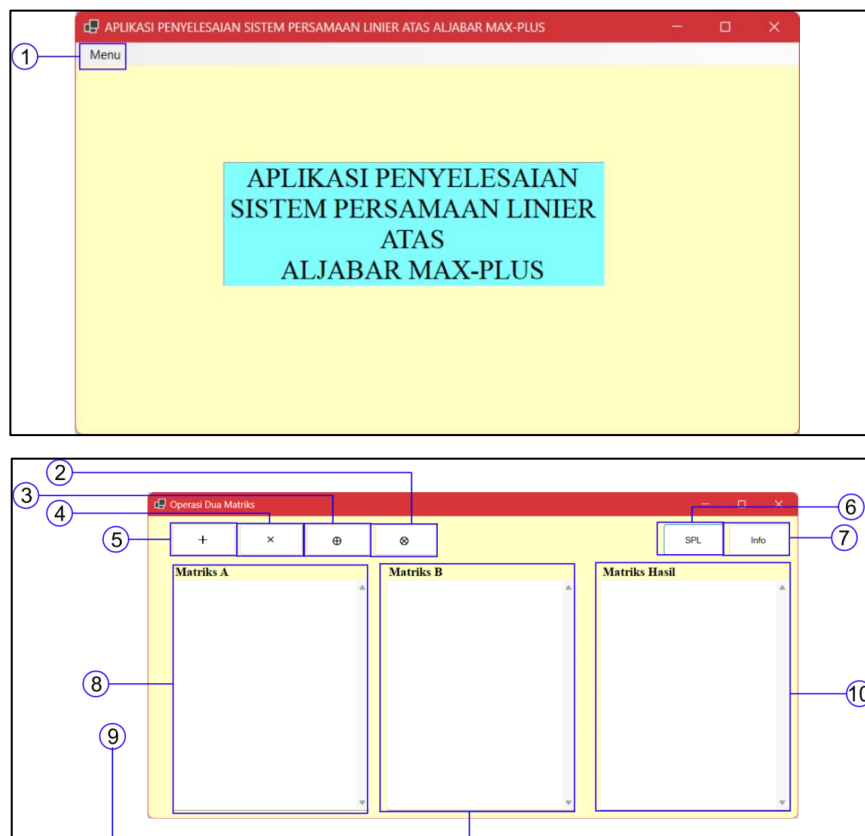 APLIKASI PENYELESAIAN SISTEM PERSAMAAN LINIER ATAS ALJABAR MAX-PLUS
1
Menu
APLIKASI PENYELESAIAN
SISTEM PERSAMAAN LINIER
ATAS
ALJABAR MAX-PLUS
2
3
4
Operasi Dua Matriks
6
5
+
×
⊕
⊗
SPL
Info
7
Matriks A
Matriks B
Matriks Hasil
8
10
9